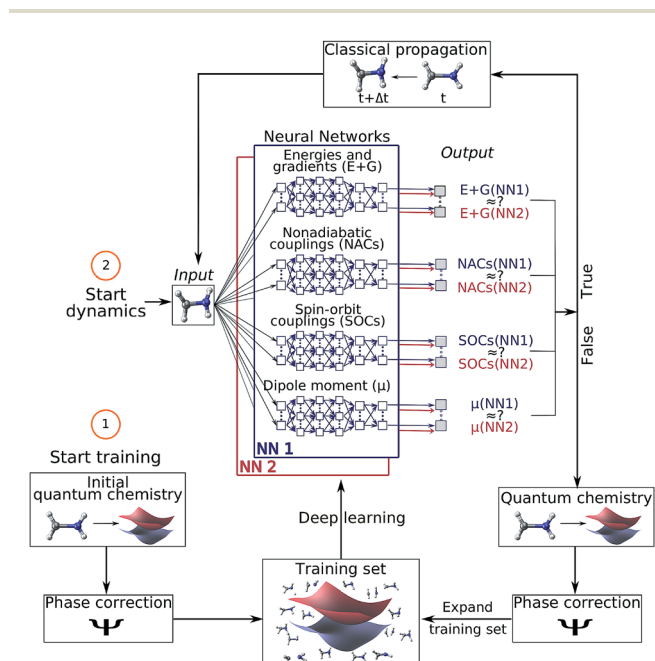 Classical propagation
t+Δt
t
Neural Networks
Output
Energies and
gradients (E+G)
E+G(NN1)
≈?
E+G(NN2)
Nonadiabatic
couplings (NACs)
NACs(NN1)
≈?
NACs(NN2)
2
Start
dynamics
Input
True
False
Spin-orbit
couplings (SOCs)
SOCs(NN1)
≈?
SOCs(NN2)
Dipole moment (μ)
μ(NN1)
≈?
μ(NN2)
NN 1
NN 2
1
Start training
Initial
quantum chemistry
Phase correction
Ψ
Deep learning
Training set
Quantum chemistry
Phase correction
Ψ
Expand
training set